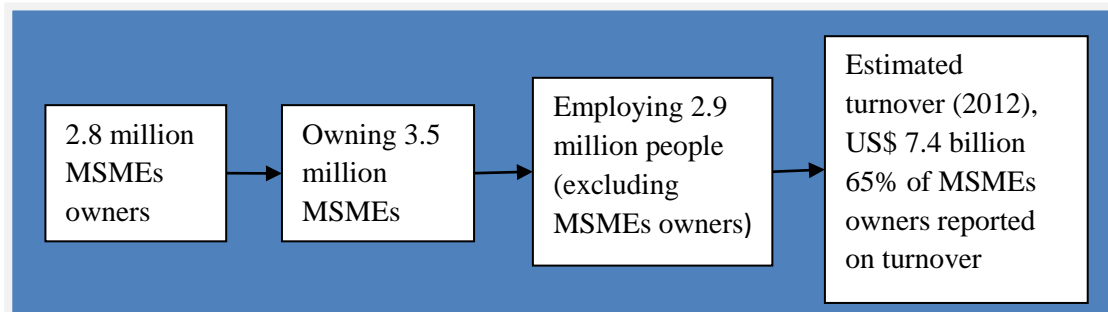 2.8 million
MSMEs
owners
Owning 3.5
million
MSMEs
Employing 2.9
million people
(excluding
MSMEs owners)
Estimated
turnover (2012),
US$ 7.4 billion
65% of MSMEs
owners reported
on turnover